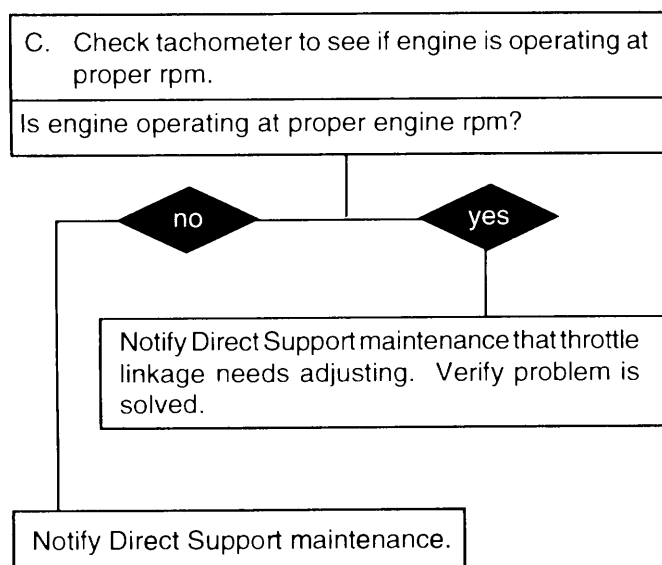 C. Check tachometer to see if engine is operating at
proper rpm.
Is engine operating at proper engine rpm?
no
yes
Notify Direct Support maintenance that throttle
linkage needs adjusting. Verify problem is
solved.
Notify Direct Support maintenance.